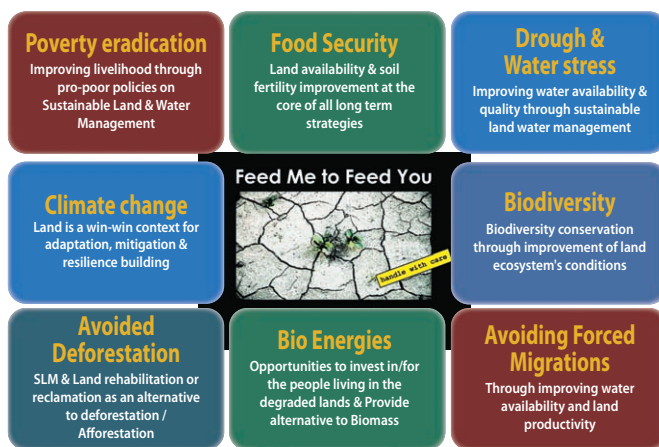 Poverty eradication
Improving livelihood through
pro-poor policies on
Sustainable Land & Water
Management
Food Security
Land availability & soil
fertility improvement at the
core of all long term
strategies
Drough &
Water stress
Improving water availability &
quality through sustainable
land water management
Climate change
Land is a win-win context for
adaptation, mitigation &
resilience building
Feed Me to Feed You
handle with care
Biodiversity
Biodiversity conservation
through improvement of land
ecosystem's conditions
Avoided
Deforestation
SLM & Land rehabilitation or
reclamation as an alternative
to deforestation /
Afforestation
Bio Energies
Opportunities to invest in/for
the people living in the
degraded lands & Provide
alternative to Biomass
Avoiding Forced
Migrations
Through improving water
availability and land
productivity